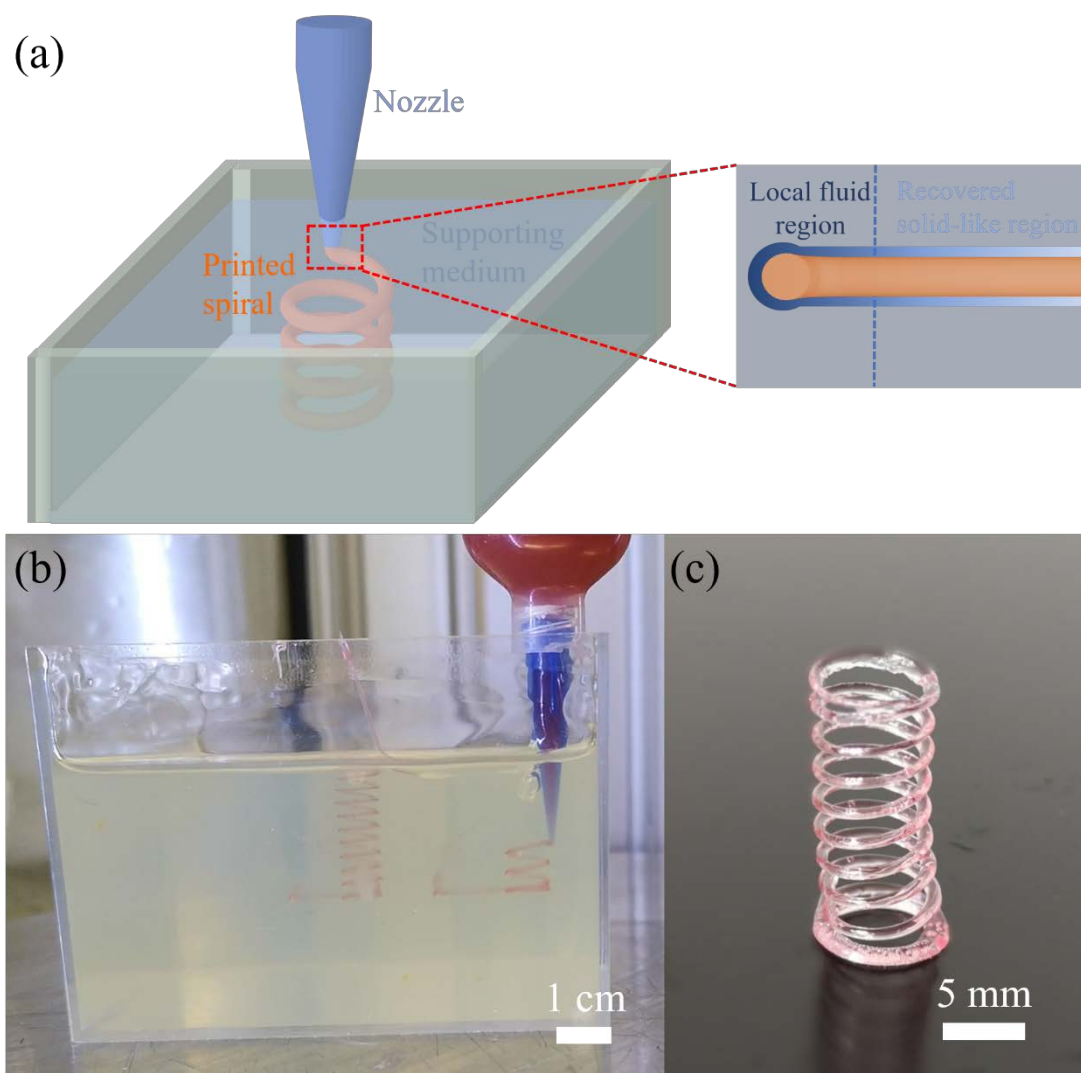 (a)
Nozzle
Supporting
medium
Printed
spiral
Local fluid
region
Recovered
solid-like region
(b)
1 cm
(c)
5 mm